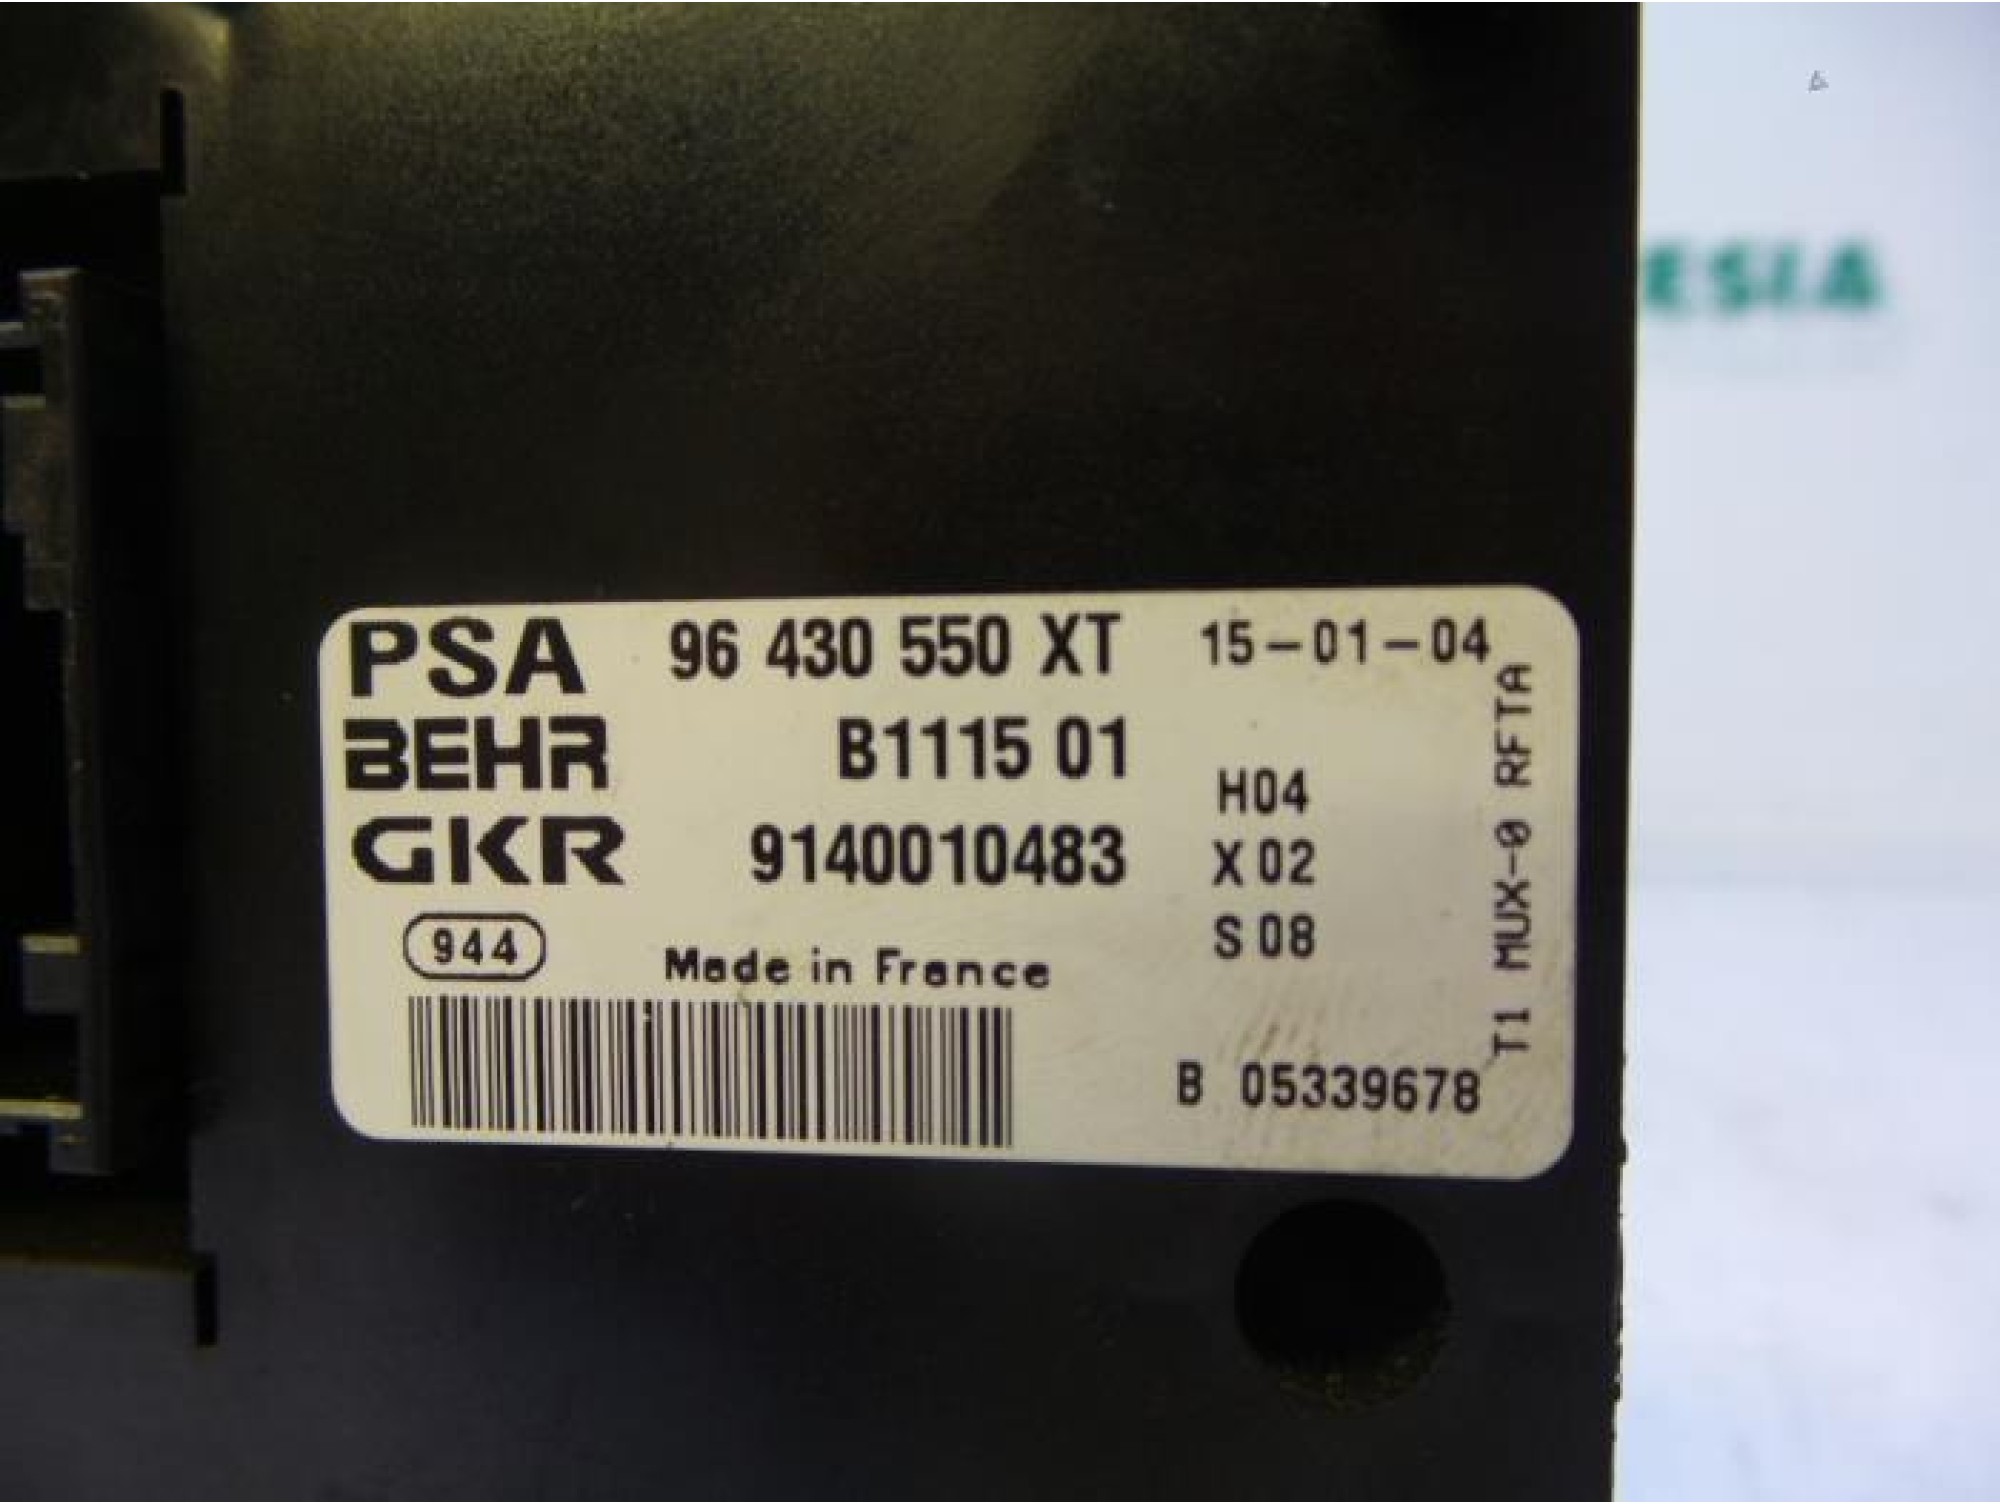 ESIA
PSA 96 430 550 XT 15-01-04
BEHR B1115 01
GKR 9140010483
H04
X 02
S 08
944
Made in France
B 05339678
T1 MUX-0 RFTA